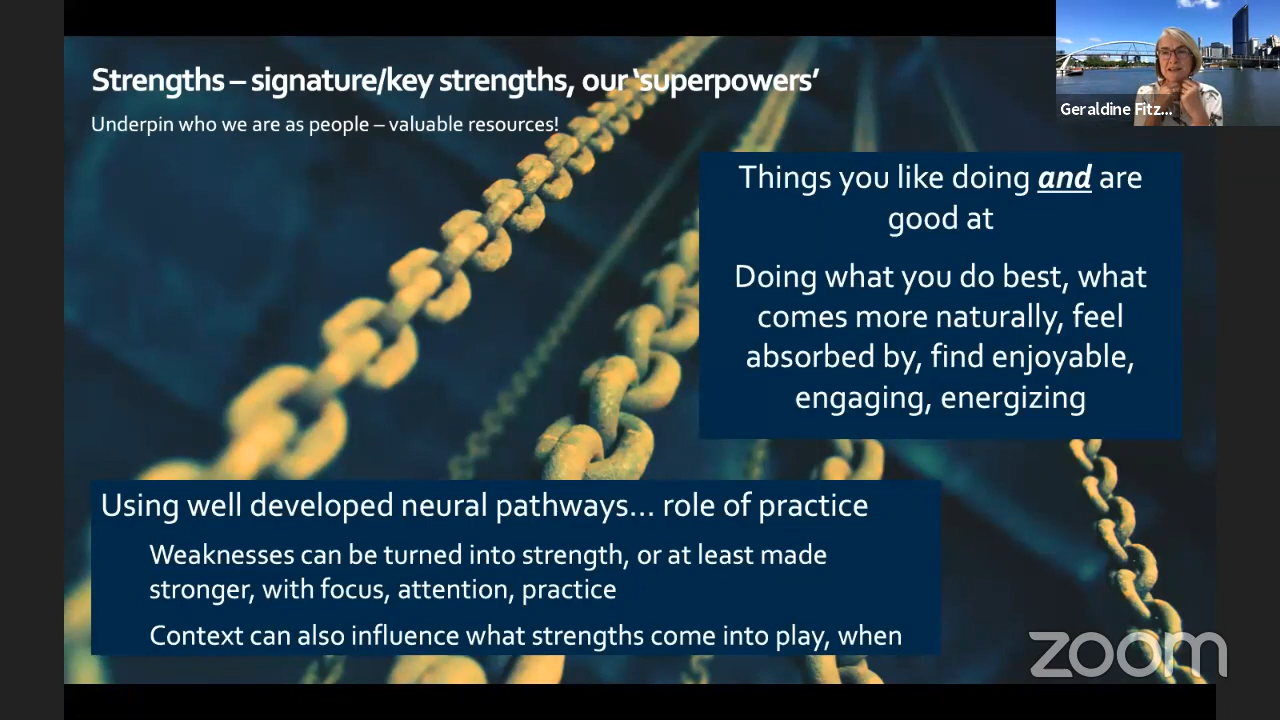 Strengths – signature/key strengths, our ‘superpowers’
Underpin who we are as people – valuable resources!
Geraldine Fitz...
Things you like doing and are
good at
Doing what you do best, what
comes more naturally, feel
absorbed by, find enjoyable,
engaging, energizing
Using well developed neural pathways... role of practice
Weaknesses can be turned into strength, or at least made
stronger, with focus, attention, practice
Context can also influence what strengths come into play, when
zoom